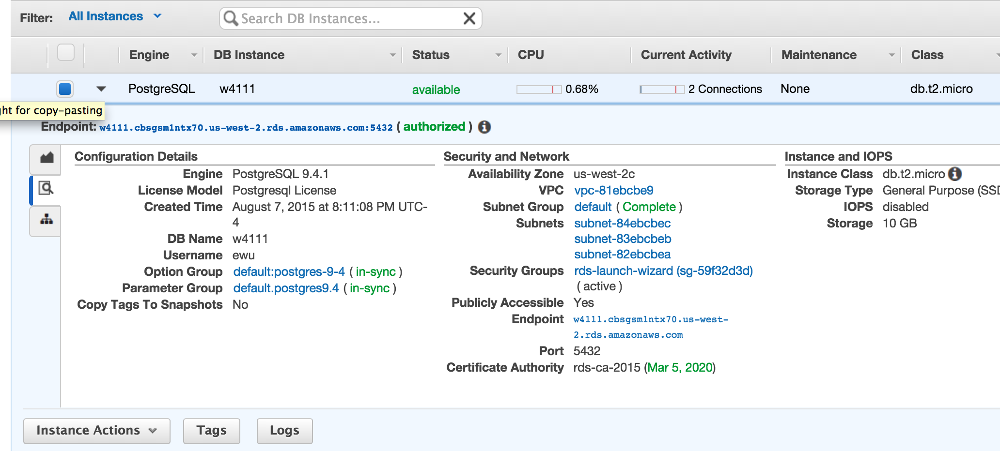 Filter: All Instances Search DB Instances...
Engine DB Instance Status CPU Current Activity Maintenance Class
PostgreSQL w4111 available 0.68% 2 Connections None db.t2.micro
for copy-pasting
Endpoint: w4111.cbsgsm1ntx70.us-west-2.rds.amazonaws.com:5432 ( authorized )
Configuration Details
Engine PostgreSQL 9.4.1
License Model Postgresql License
Created Time August 7, 2015 at 8:11:08 PM UTC-
4
DB Name w4111
Username ewu
Option Group default:postgres-9-4 ( in-sync )
Parameter Group default.postgres9.4 ( in-sync )
Copy Tags To Snapshots No
Security and Network
Availability Zone us-west-2c
VPC vpc-81ebcbe9
Subnet Group default ( Complete )
Subnets subnet-84ebcbec
subnet-83ebcbeb
subnet-82ebcbea
Security Groups rds-launch-wizard (sg-59f32d3d)
( active )
Publicly Accessible Yes
Endpoint w4111.cbsgsm1ntx70.us-west-
2.rds.amazonaws.com
Port 5432
Certificate Authority rds-ca-2015 (Mar 5, 2020)
Instance and IOPS
Instance Class db.t2.micro
Storage Type General Purpose (SSD
IOPS disabled
Storage 10 GB
Instance Actions Tags Logs